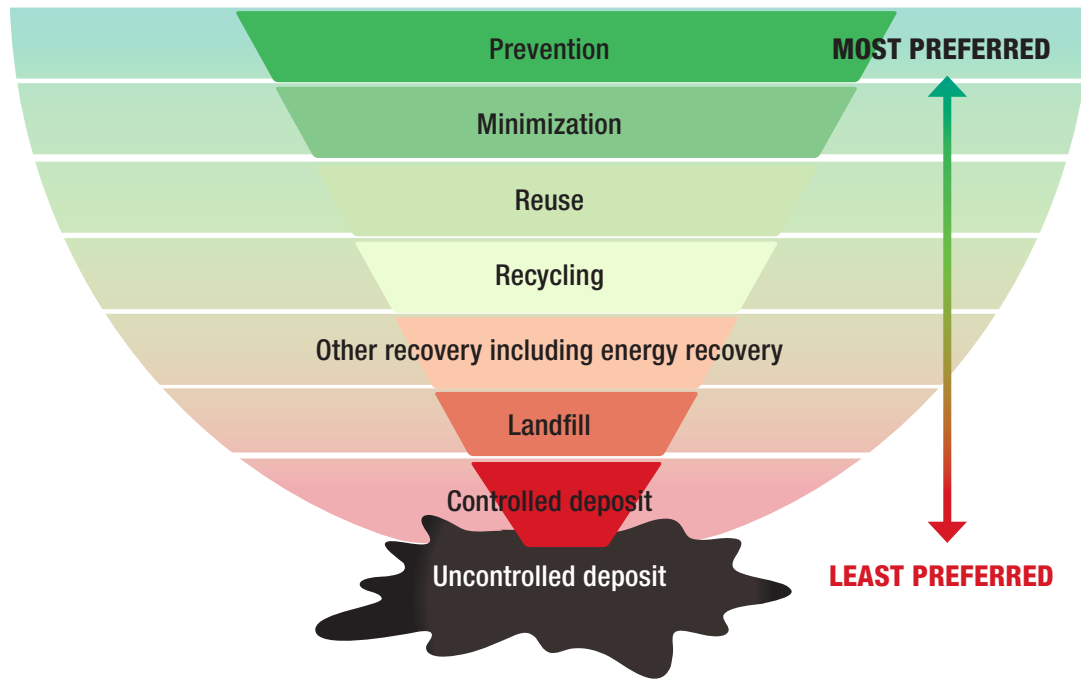 Prevention
MOST PREFERRED
Minimization
Reuse
Recycling
Other recovery including energy recovery
Landfill
Controlled deposit
Uncontrolled deposit
LEAST PREFERRED